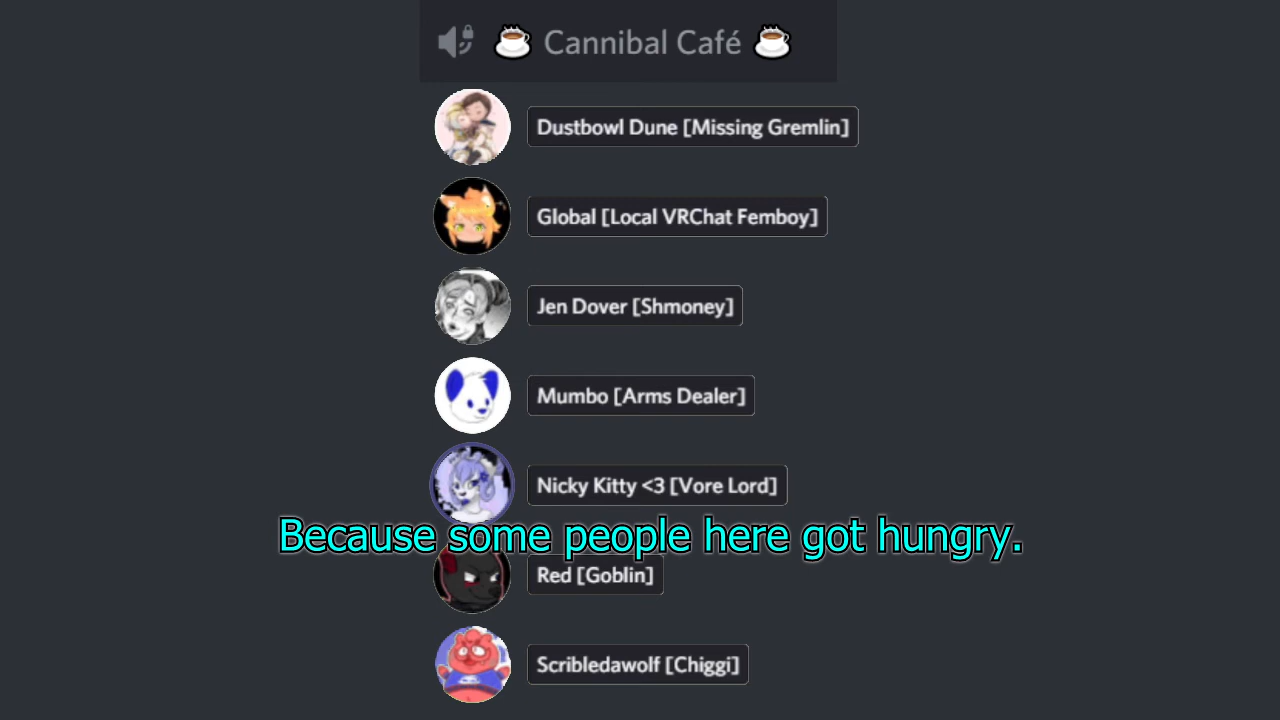 ☕ Cannibal Café ☕
Dustbowl Dune [Missing Gremlin]
Global [Local VRChat Femboy]
Jen Dover [Shmoney]
Mumbo [Arms Dealer]
Nicky Kitty <3 [Vore Lord]
Because some people here got hungry.
Red [Goblin]
Scribledawolf [Chiggi]